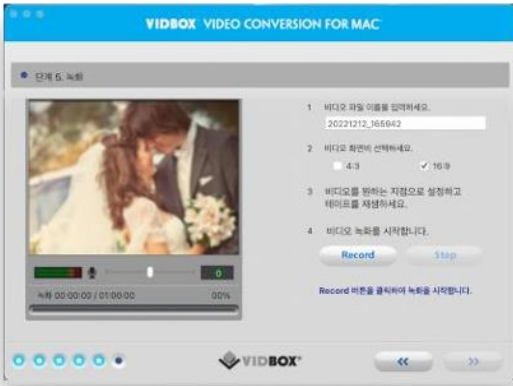 VIDBOX VIDEO CONVERSION FOR MAC
단계 5. 녹화
1 비디오 파일 이름을 입력하세요.
20221212_165942
2 비디오 화면비 선택하세요.
4:3
16:9
3 비디오를 원하는 지점으로 설정하고
테이프를 재생하세요.
4 비디오 녹화를 시작합니다.
Record
Stop
0
녹화 00:00:00 / 01:00:00
00%
Record 버튼을 클릭하여 녹화를 시작합니다.
VIDBOX
<<
>>